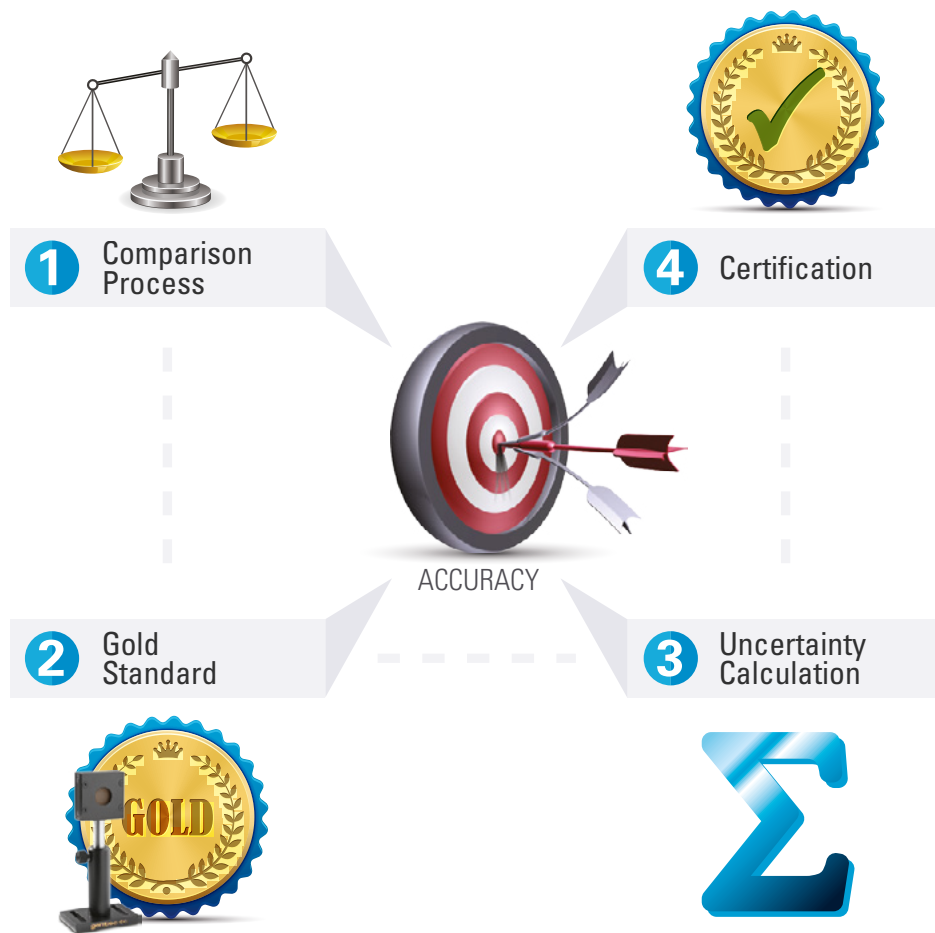 1
Comparison
Process
4
Certification
ACCURACY
2
Gold
Standard
3
Uncertainty
Calculation
GOLD
Σ